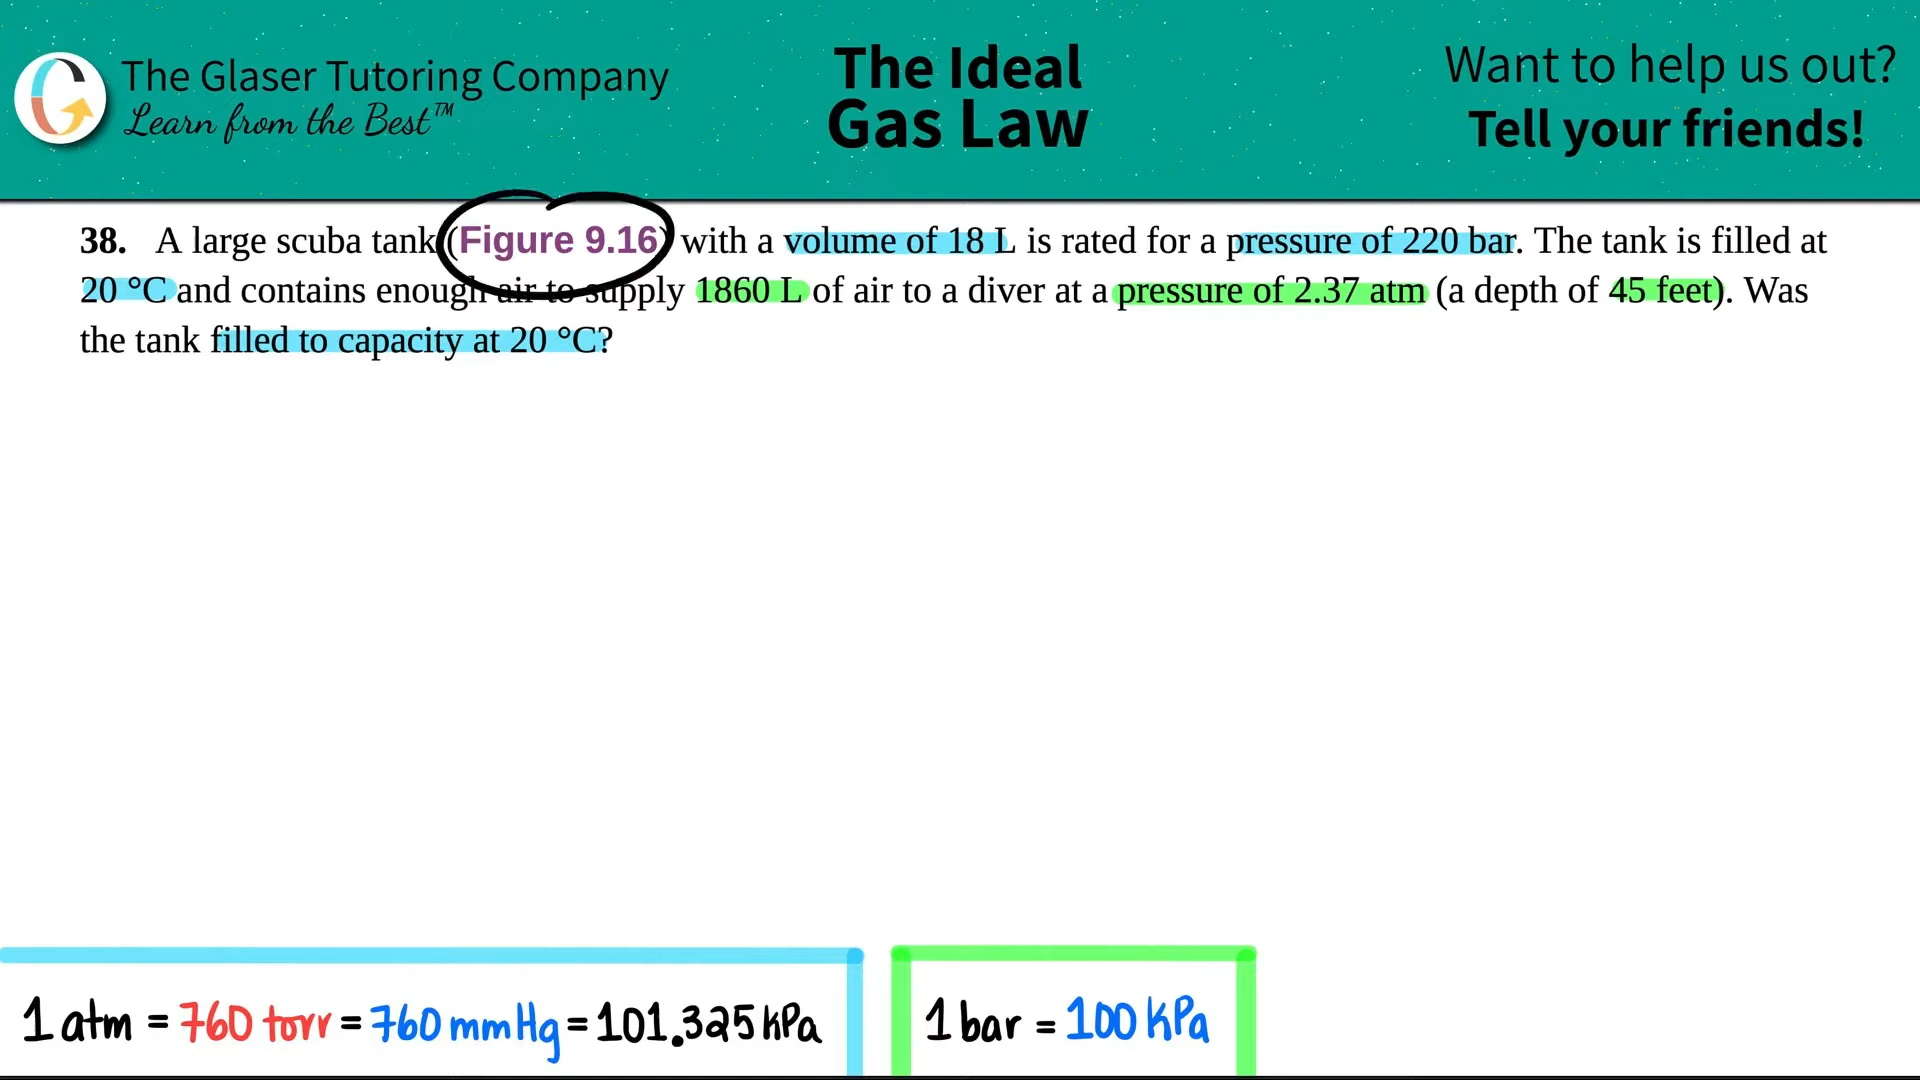 The Glaser Tutoring Company
Learn from the Best™
The Ideal
Gas Law
Want to help us out?
Tell your friends!
38. A large scuba tank (Figure 9.16) with a volume of 18 L is rated for a pressure of 220 bar. The tank is filled at
20 °C and contains enough air to supply 1860 L of air to a diver at a pressure of 2.37 atm (a depth of 45 feet). Was
the tank filled to capacity at 20 °C?
1 atm = 760 torr = 760 mmHg = 101.325 kPa
1 bar = 100 kPa